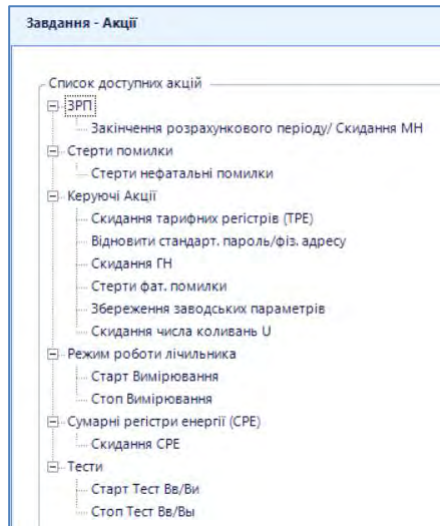 Завдання - Акції
Список доступних акцій
ЗРП
Закінчення розрахункового періоду/ Скидання МН
Стерти помилки
Стерти нефатальні помилки
Керуючі Акції
Скидання тарифних регістрів (ТРЕ)
Відновити стандарт. пароль/фіз. адресу
Скидання ГН
Стерти фат. помилки
Збереження заводських параметрів
Скидання числа коливань U
Режим роботи лічильника
Старт Вимірювання
Стоп Вимірювання
Сумарні регістри енергії (СРЕ)
Скидання СРЕ
Тести
Старт Тест Вв/Ви
Стоп Тест Вв/Вы